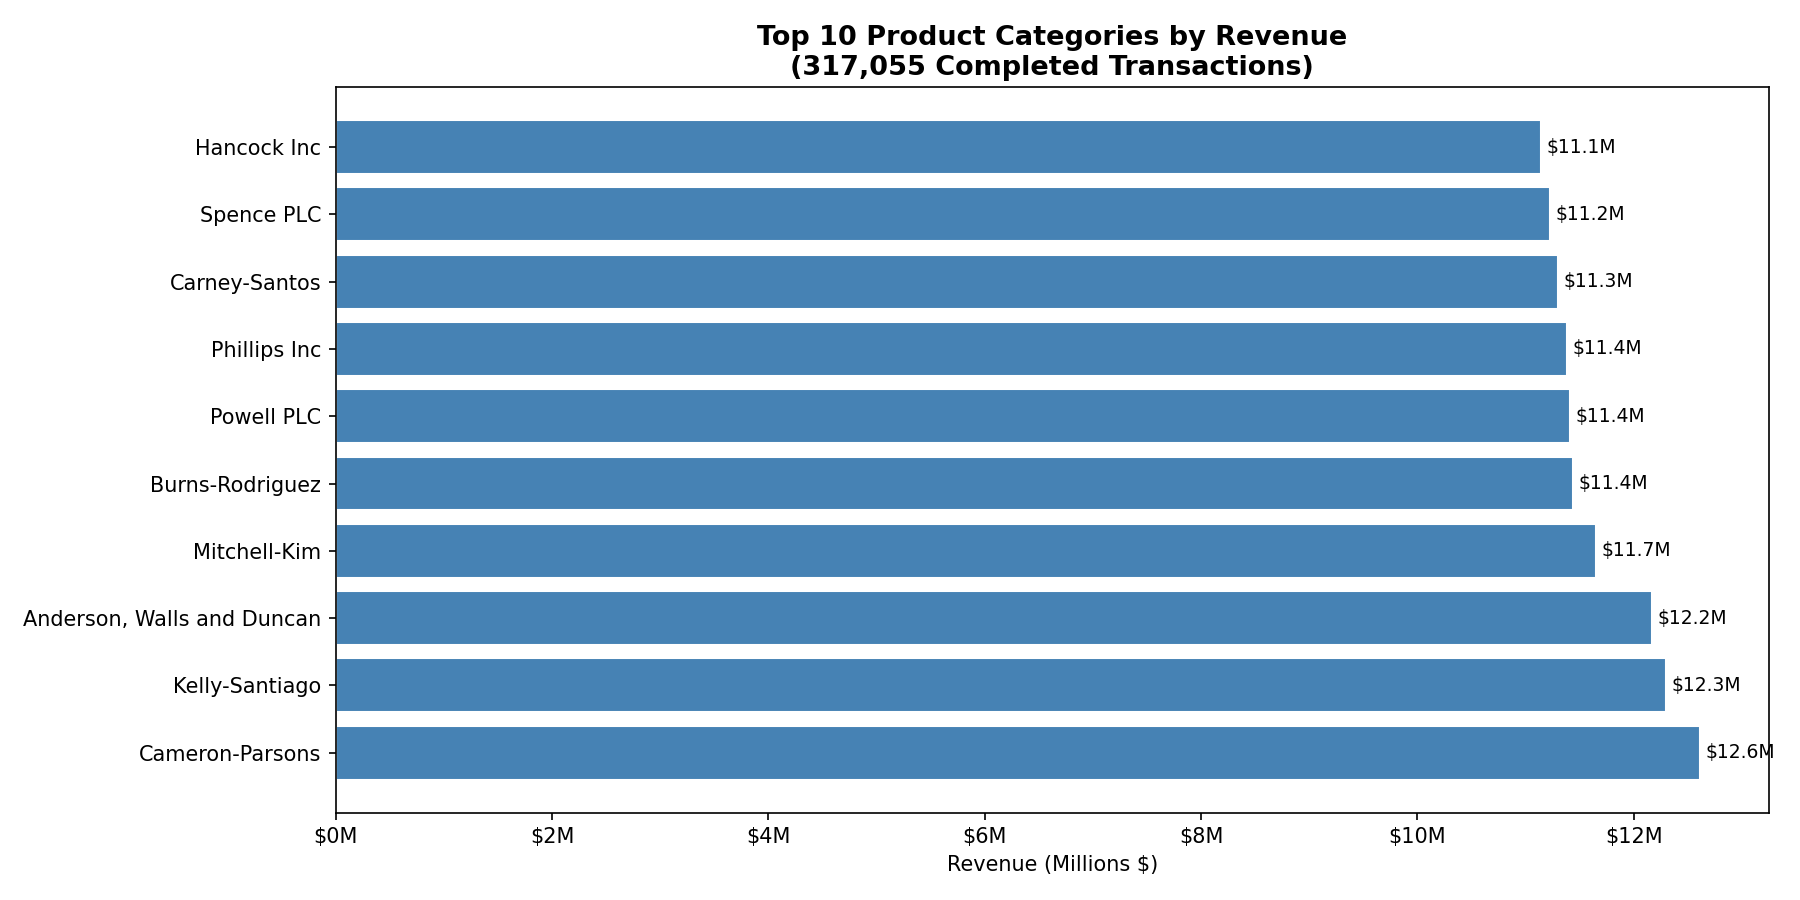 Top 10 Product Categories by Revenue
(317,055 Completed Transactions)
Hancock Inc $11.1M
Spence PLC $11.2M
Carney-Santos $11.3M
Phillips Inc $11.4M
Powell PLC $11.4M
Burns-Rodriguez $11.4M
Mitchell-Kim $11.7M
Anderson, Walls and Duncan $12.2M
Kelly-Santiago $12.3M
Cameron-Parsons $12.6M
$0M $2M $4M $6M $8M $10M $12M
Revenue (Millions $)